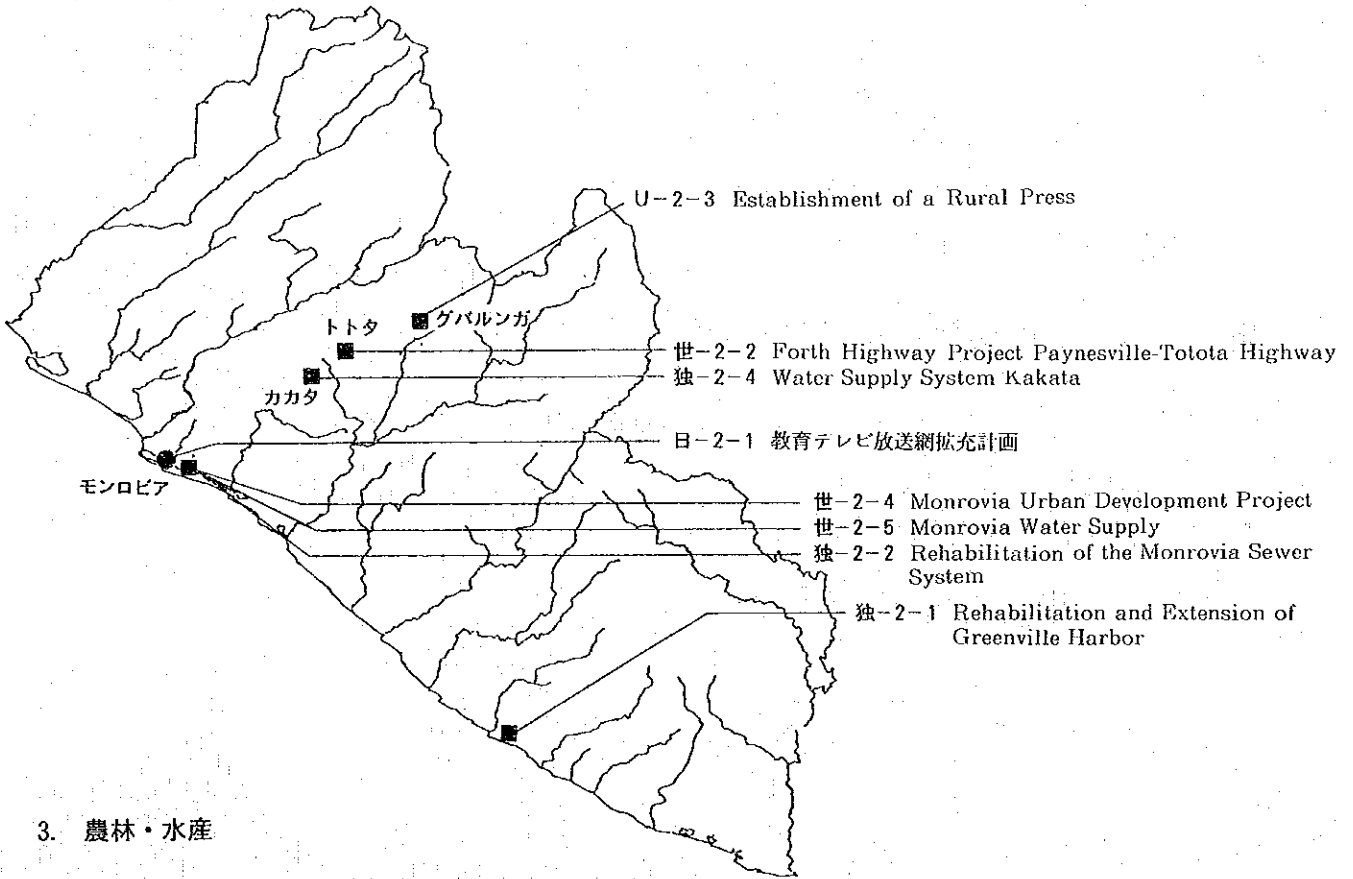 U-2-3 Establishment of a Rural Press
グバルンガ
トトタ
世-2-2 Forth Highway Project Paynesville-Totota Highway
独-2-4 Water Supply System Kakata
カカタ
日-2-1 教育テレビ放送網拡充計画
モンロビア
世-2-4 Monrovia Urban Development Project
世-2-5 Monrovia Water Supply
独-2-2 Rehabilitation of the Monrovia Sewer
System
独-2-1 Rehabilitation and Extension of
Greenville Harbor
3. 農林・水産